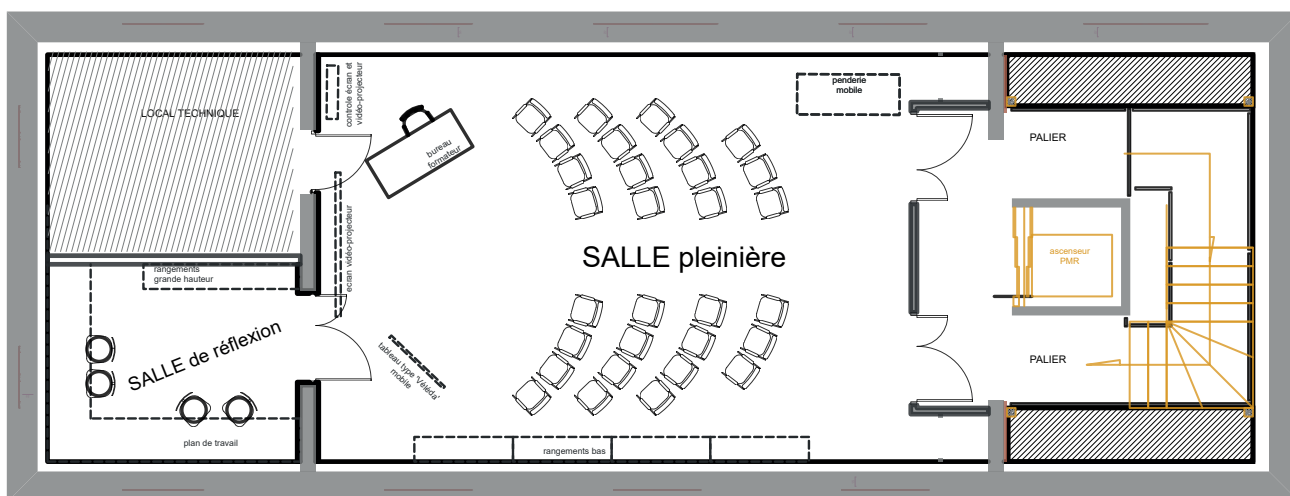 LOCAL TECHNIQUE
controle écran et
vidéo-projecteur
bureau
formateur
penderie
mobile
PALIER
écran vidéo-projecteur
SALLE pleinière
ascenseur
PMR
rangements
grande hauteur
SALLE de réflexion
tableau type 'Véléda'
mobile
PALIER
plan de travail
rangements bas